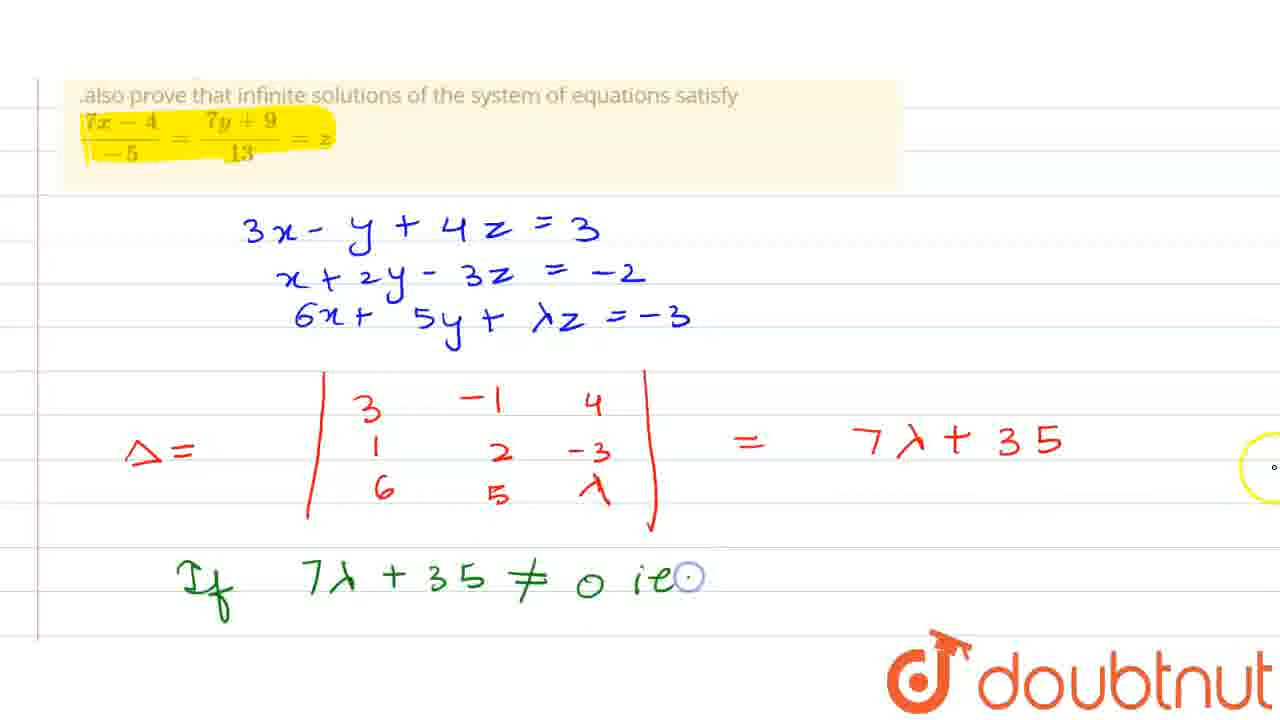 .also prove that infinite solutions of the system of equations satisfy
7x − 4 / −5 = 7y + 9 / 13 = z
3x - y + 4z = 3
x + 2y - 3z = -2
6x + 5y + λz = -3
Δ = | 3 -1 4 | = 7λ + 35
| 1 2 -3 |
| 6 5 λ |
If 7λ + 35 ≠ 0 ie
doubtnut